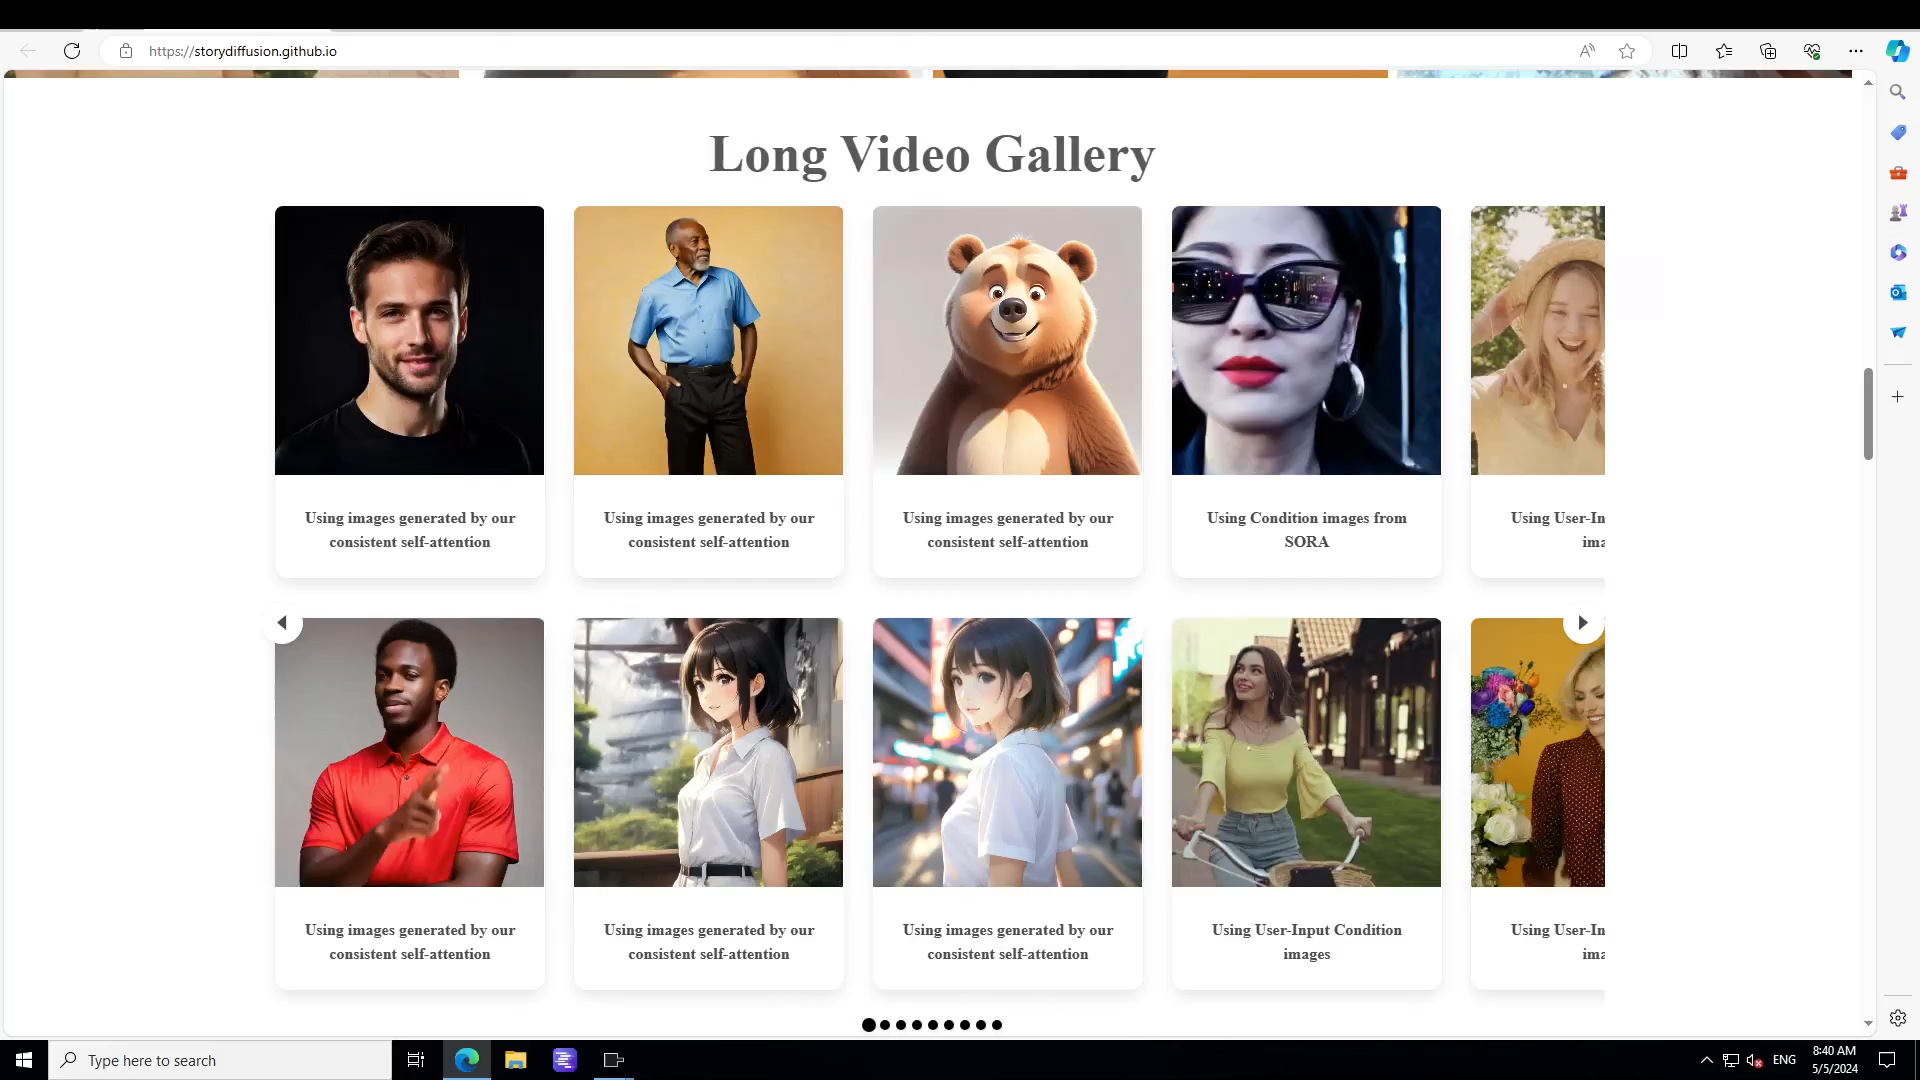 https://storydiffusion.github.io
Long Video Gallery
Using images generated by our
consistent self-attention
Using images generated by our
consistent self-attention
Using images generated by our
consistent self-attention
Using Condition images from
SORA
Using User-In
ima
Using images generated by our
consistent self-attention
Using images generated by our
consistent self-attention
Using images generated by our
consistent self-attention
Using User-Input Condition
images
Using User-In
ima
Type here to search
ENG
8:40 AM
5/5/2024